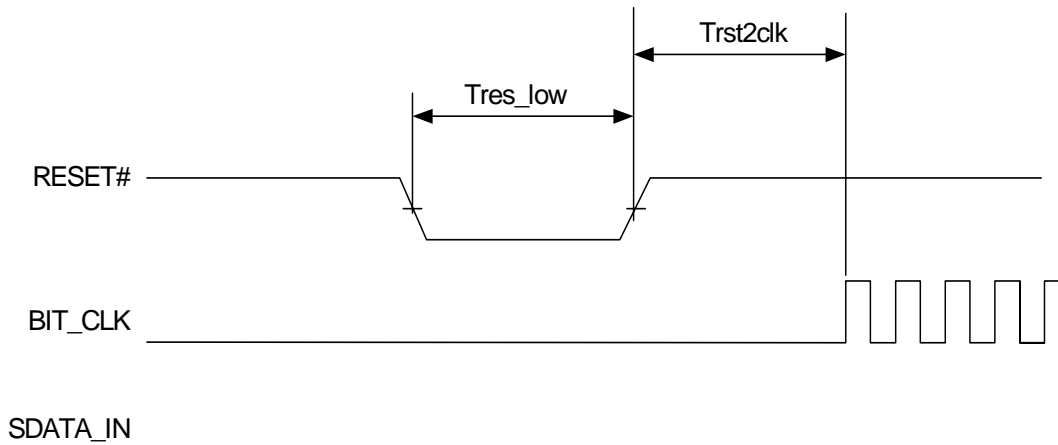 Trst2clk
Tres_low
RESET#
BIT_CLK
SDATA_IN